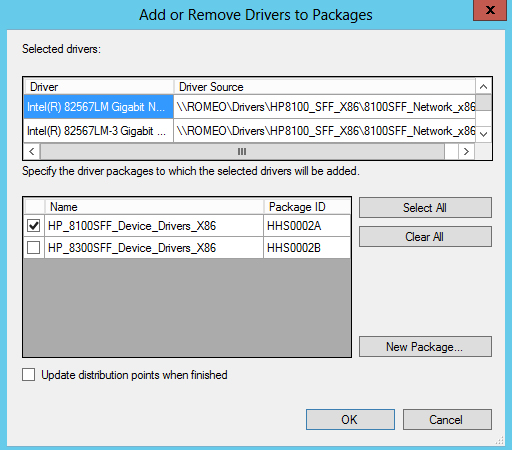 Add or Remove Drivers to Packages
x
Selected drivers:
Driver Driver Source
Intel(R) 82567LM Gigabit N... \\ROMEO\Drivers\HP8100_SFF_X86\8100SFF_Network_x86
Intel(R) 82567LM-3 Gigabit ... \\ROMEO\Drivers\HP8100_SFF_X86\8100SFF_Network_x86
Specify the driver packages to which the selected drivers will be added.
Name Package ID
HP_8100SFF_Device_Drivers_X86 HHS0002A
HP_8300SFF_Device_Drivers_X86 HHS0002B
Select All
Clear All
New Package...
Update distribution points when finished
OK Cancel